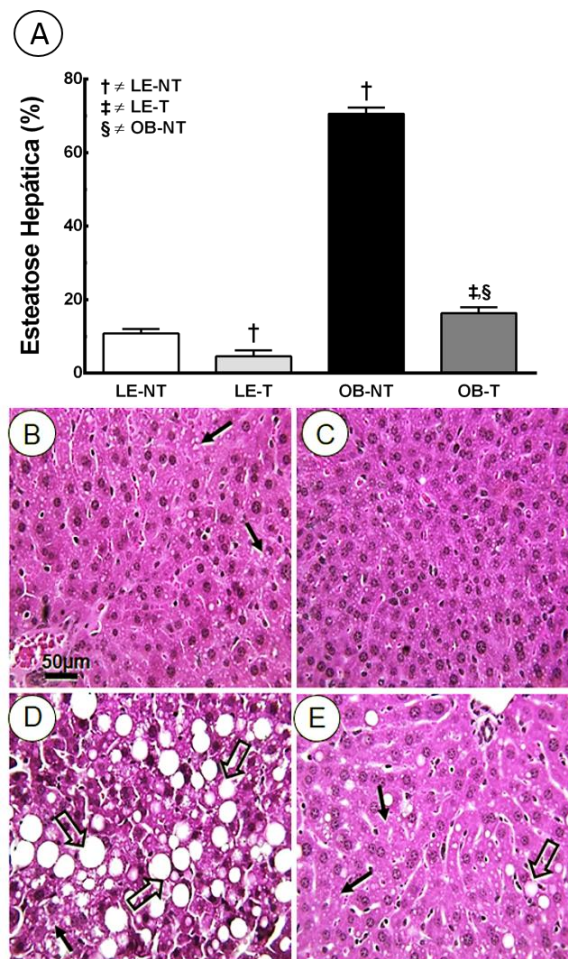 A
Esteatose Hepática (%)
† ≠ LE-NT
‡ ≠ LE-T
§ ≠ OB-NT
80
60
40
20
0
†
†
‡,§
LE-NT LE-T OB-NT OB-T
B
C
50µm
D
E